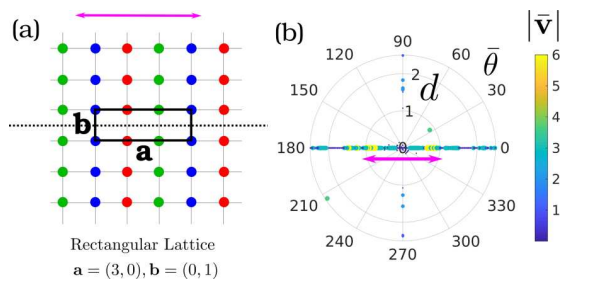 (a)
b
a
Rectangular Lattice
a = (3, 0), b = (0, 1)
(b)
|v̄|
θ̄
d
90
120
60
150
30
180
0
210
330
240
300
270
2
1
0
6
5
4
3
2
1